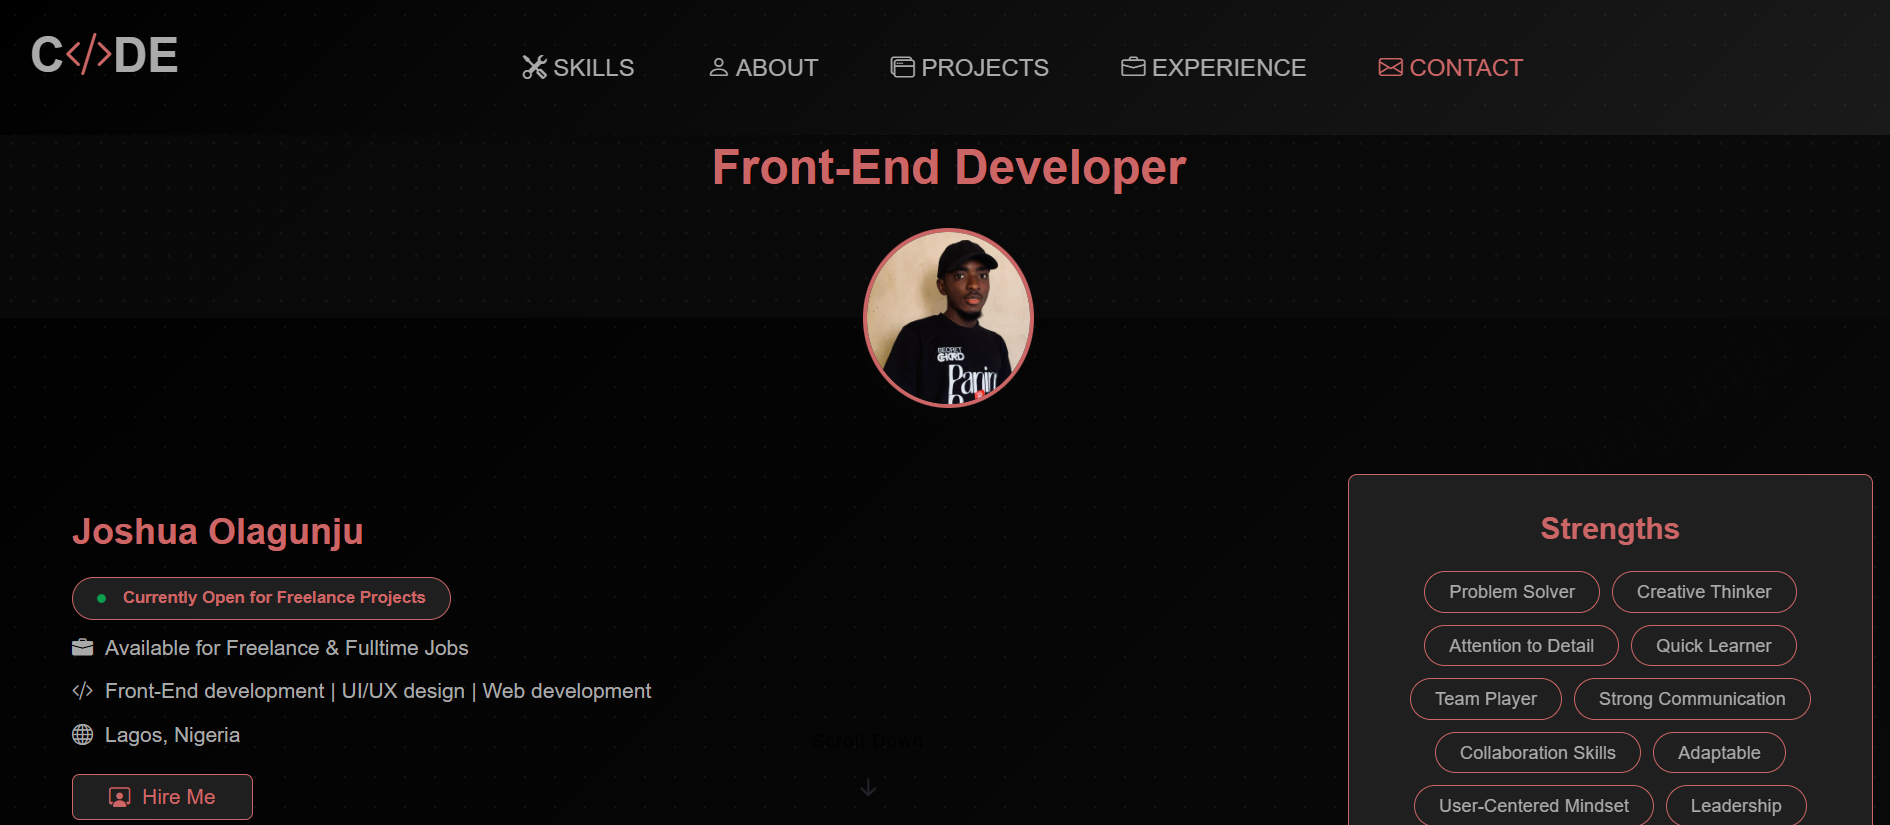 C</>DE
SKILLS
ABOUT
PROJECTS
EXPERIENCE
CONTACT
Front-End Developer
SECRET
CHORD
Joshua Olagunju
Currently Open for Freelance Projects
Available for Freelance & Fulltime Jobs
Front-End development | UI/UX design | Web development
Lagos, Nigeria
Hire Me
Scroll Down
Strengths
Problem Solver
Creative Thinker
Attention to Detail
Quick Learner
Team Player
Strong Communication
Collaboration Skills
Adaptable
User-Centered Mindset
Leadership